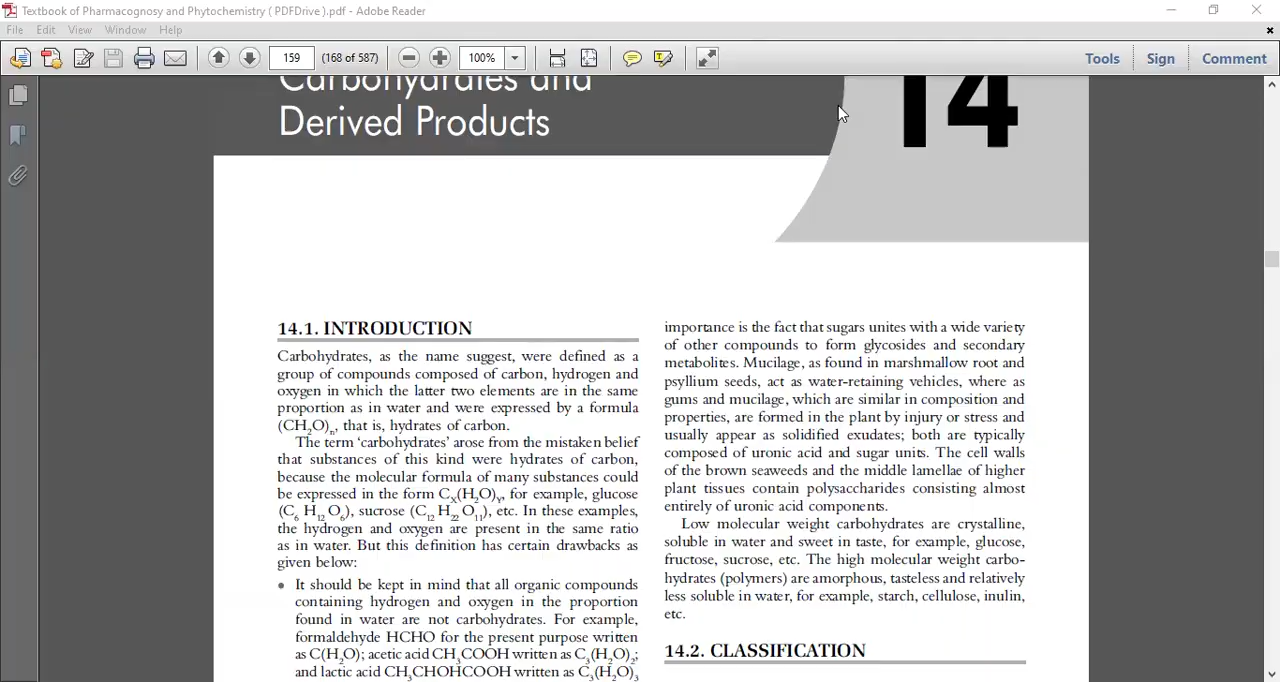 Textbook of Pharmacognosy and Phytochemistry ( PDFDrive ).pdf - Adobe Reader
File Edit View Window Help
159 (168 of 587) 100% Tools Sign Comment
Carbohydrates and
Derived Products
14
14.1. INTRODUCTION
Carbohydrates, as the name suggest, were defined as a
group of compounds composed of carbon, hydrogen and
oxygen in which the latter two elements are in the same
proportion as in water and were expressed by a formula
(CH₂O)ₙ, that is, hydrates of carbon.
The term ‘carbohydrates’ arose from the mistaken belief
that substances of this kind were hydrates of carbon,
because the molecular formula of many substances could
be expressed in the form Cₓ(H₂O)ᵧ, for example, glucose
(C₆ H₁₂ O₆), sucrose (C₁₂ H₂₂ O₁₁), etc. In these examples,
the hydrogen and oxygen are present in the same ratio
as in water. But this definition has certain drawbacks as
given below:
• It should be kept in mind that all organic compounds
containing hydrogen and oxygen in the proportion
found in water are not carbohydrates. For example,
formaldehyde HCHO for the present purpose written
as C(H₂O); acetic acid CH₃COOH written as C₃(H₂O)₂;
and lactic acid CH₃CHOHCOOH written as C₃(H₂O)₃
importance is the fact that sugars unites with a wide variety
of other compounds to form glycosides and secondary
metabolites. Mucilage, as found in marshmallow root and
psyllium seeds, act as water-retaining vehicles, where as
gums and mucilage, which are similar in composition and
properties, are formed in the plant by injury or stress and
usually appear as solidified exudates; both are typically
composed of uronic acid and sugar units. The cell walls
of the brown seaweeds and the middle lamellae of higher
plant tissues contain polysaccharides consisting almost
entirely of uronic acid components.
Low molecular weight carbohydrates are crystalline,
soluble in water and sweet in taste, for example, glucose,
fructose, sucrose, etc. The high molecular weight carbo-
hydrates (polymers) are amorphous, tasteless and relatively
less soluble in water, for example, starch, cellulose, inulin,
etc.
14.2. CLASSIFICATION